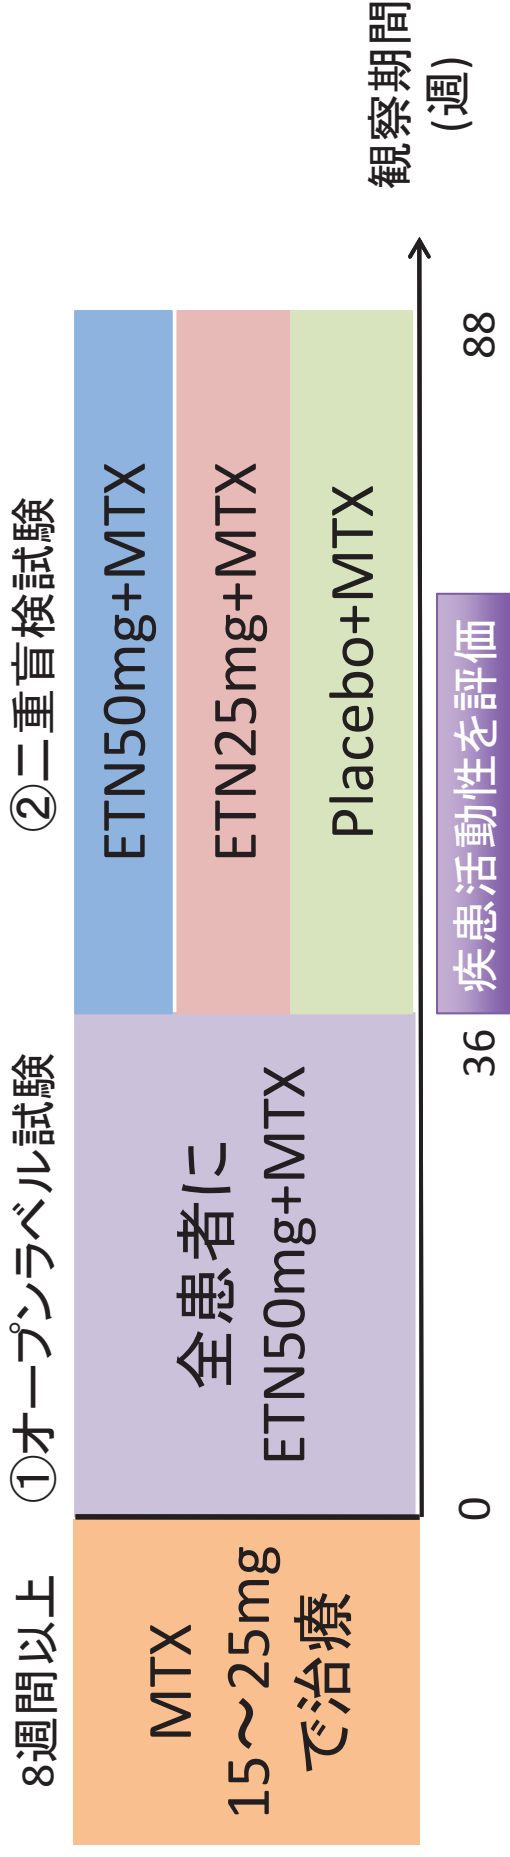 8週間以上
①オープンラベル試験
②二重盲検試験
MTX
15～25mg
で治療
全患者に
ETN50mg+MTX
ETN50mg+MTX
ETN25mg+MTX
Placebo+MTX
0
36
88
観察期間
(週)
疾患活動性を評価